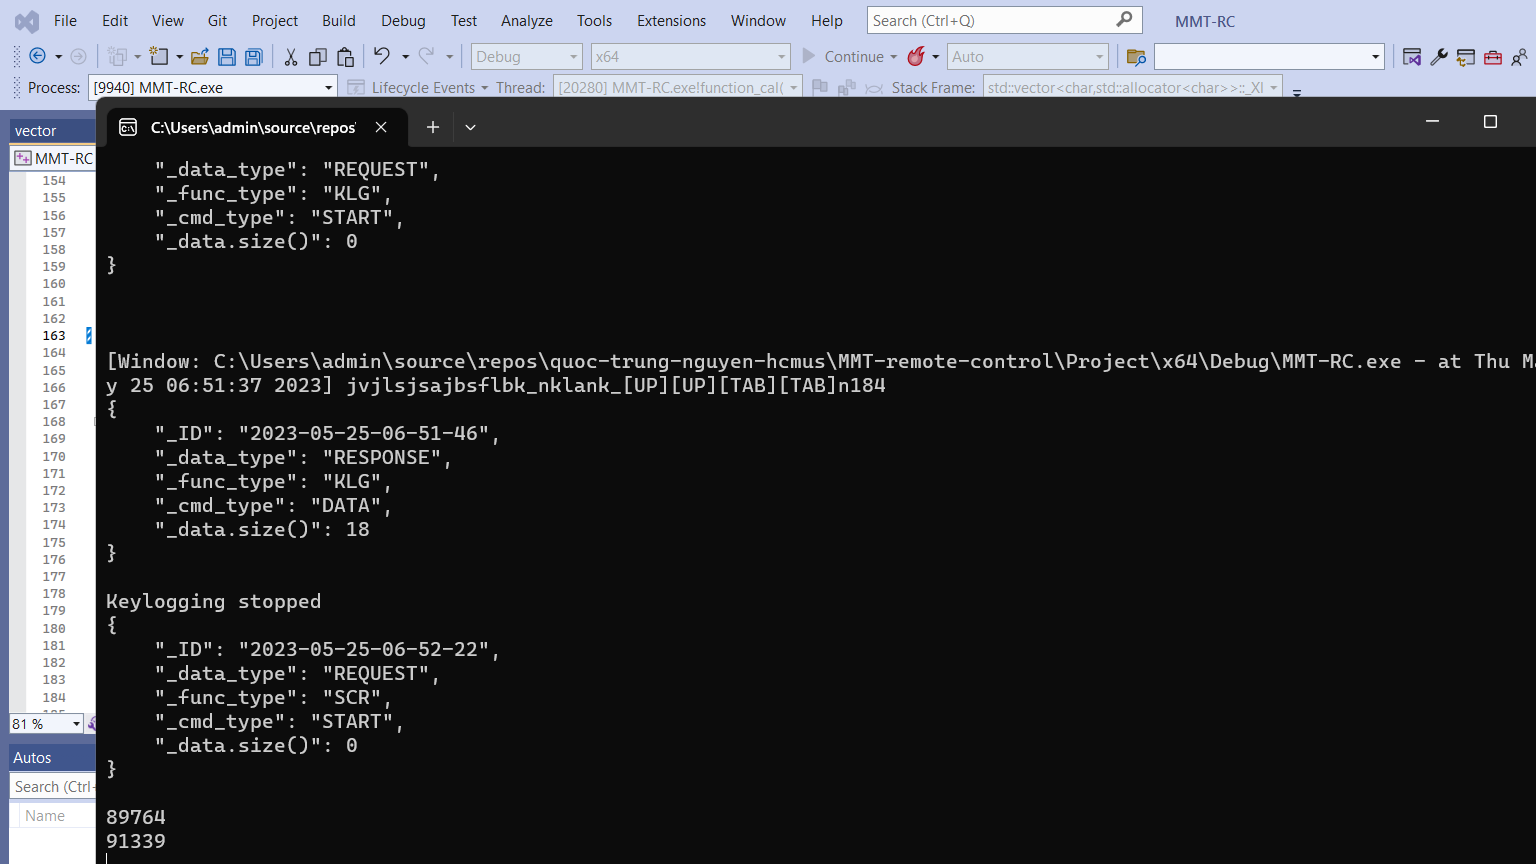 File Edit View Git Project Build Debug Test Analyze Tools Extensions Window Help Search (Ctrl+Q) MMT-RC
Debug x64 Continue Auto
Process: [9940] MMT-RC.exe Lifecycle Events Thread: [20280] MMT-RC.exe!function_cal( Stack Frame: std::vector<char,std::allocator<char>>::_Xl
vector
C:\Users\admin\source\repos'
MMT-RC
154
155
156
157
158
159
160
161
162
163
164
165
166
167
168
169
170
171
172
173
174
175
176
177
178
179
180
181
182
183
184
81 %
Autos
Search (Ctrl-
Name
"_data_type": "REQUEST",
"_func_type": "KLG",
"_cmd_type": "START",
"_data.size()": 0
}
[Window: C:\Users\admin\source\repos\quoc-trung-nguyen-hcmus\MMT-remote-control\Project\x64\Debug\MMT-RC.exe - at Thu Ma
y 25 06:51:37 2023] jvjlsjsajbsflbk_nklank_[UP][UP][TAB][TAB]n184
{
"_ID": "2023-05-25-06-51-46",
"_data_type": "RESPONSE",
"_func_type": "KLG",
"_cmd_type": "DATA",
"_data.size()": 18
}
Keylogging stopped
{
"_ID": "2023-05-25-06-52-22",
"_data_type": "REQUEST",
"_func_type": "SCR",
"_cmd_type": "START",
"_data.size()": 0
}
89764
91339